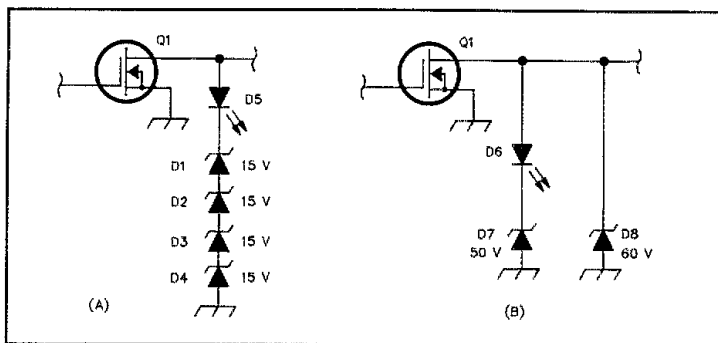 Q1
D5
D1 15 V
D2 15 V
D3 15 V
D4 15 V
(A)
Q1
D6
D7
50 V
D8
60 V
(B)